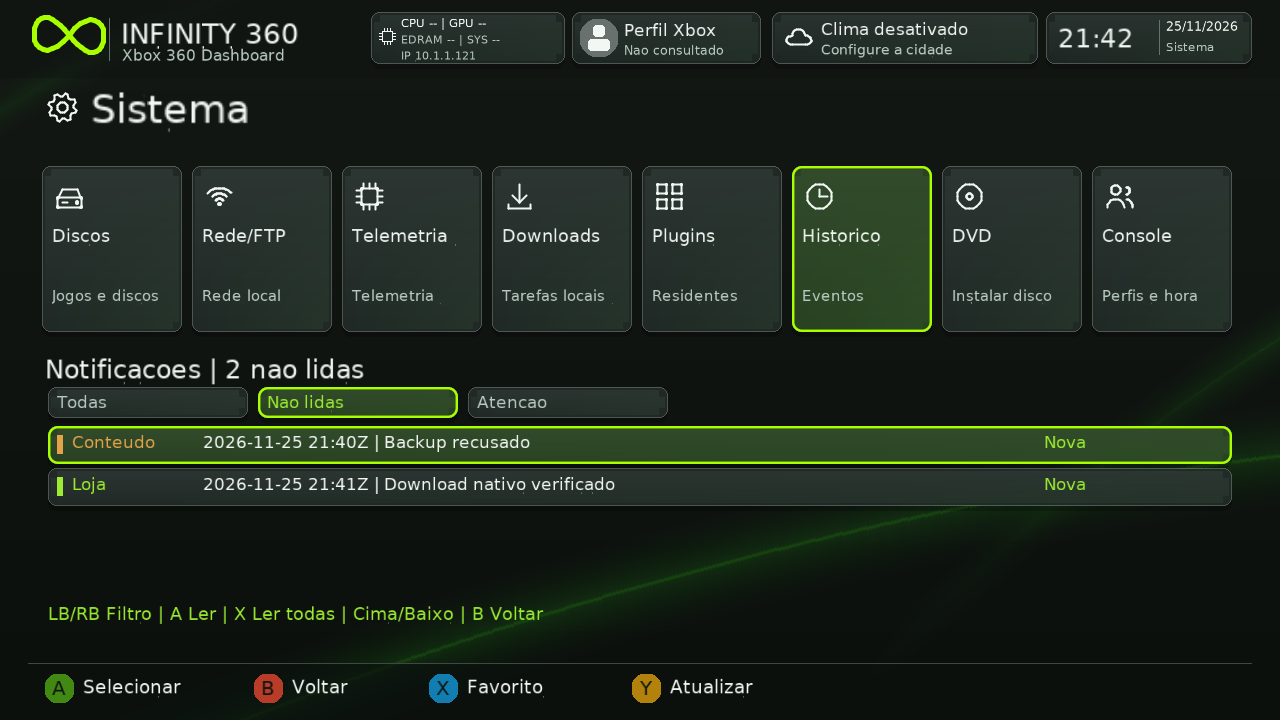 INFINITY 360
Xbox 360 Dashboard
CPU -- | GPU --
EDRAM -- | SYS --
IP 10.1.1.121
Perfil Xbox
Nao consultado
Clima desativado
Configure a cidade
21:42
25/11/2026
Sistema
Sistema
Discos
Jogos e discos
Rede/FTP
Rede local
Telemetria
Telemetria
Downloads
Tarefas locais
Plugins
Residentes
Historico
Eventos
DVD
Instalar disco
Console
Perfis e hora
Notificacoes | 2 nao lidas
Todas
Nao lidas
Atencao
Conteudo 2026-11-25 21:40Z | Backup recusado Nova
Loja 2026-11-25 21:41Z | Download nativo verificado Nova
LB/RB Filtro | A Ler | X Ler todas | Cima/Baixo | B Voltar
A Selecionar
B Voltar
X Favorito
Y Atualizar